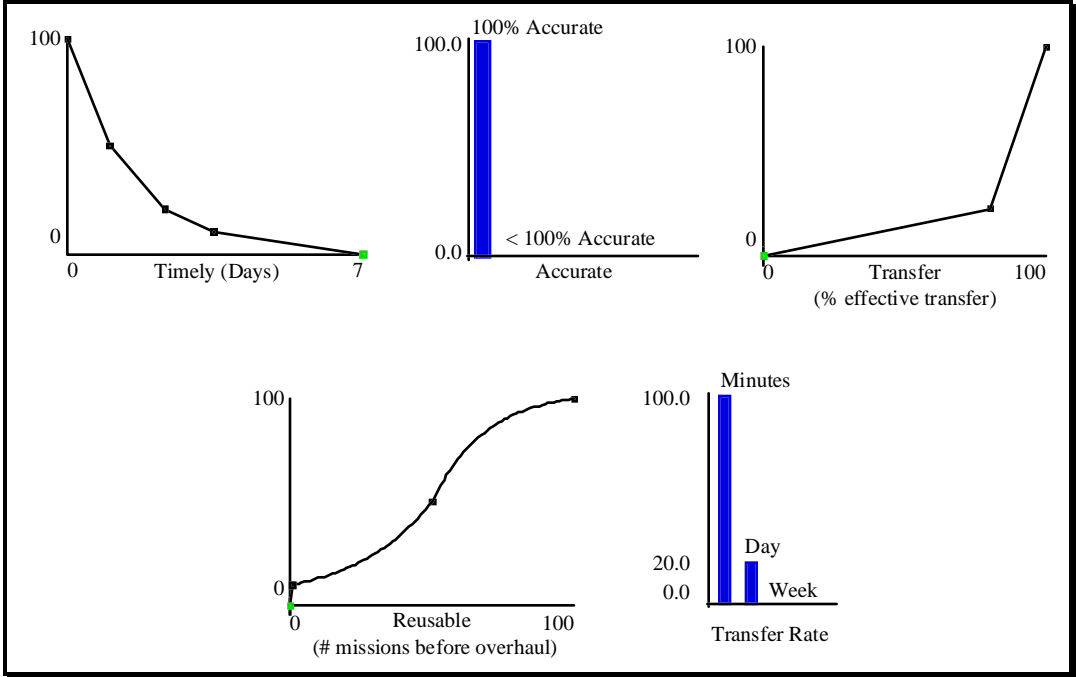 100
0
0
Timely (Days)
7
100% Accurate
100.0
< 100% Accurate
0.0
Accurate
100
0
0
Transfer
100
(% effective transfer)
100
0
0
Reusable
100
(# missions before overhaul)
Minutes
100.0
Day
20.0
0.0
Week
Transfer Rate